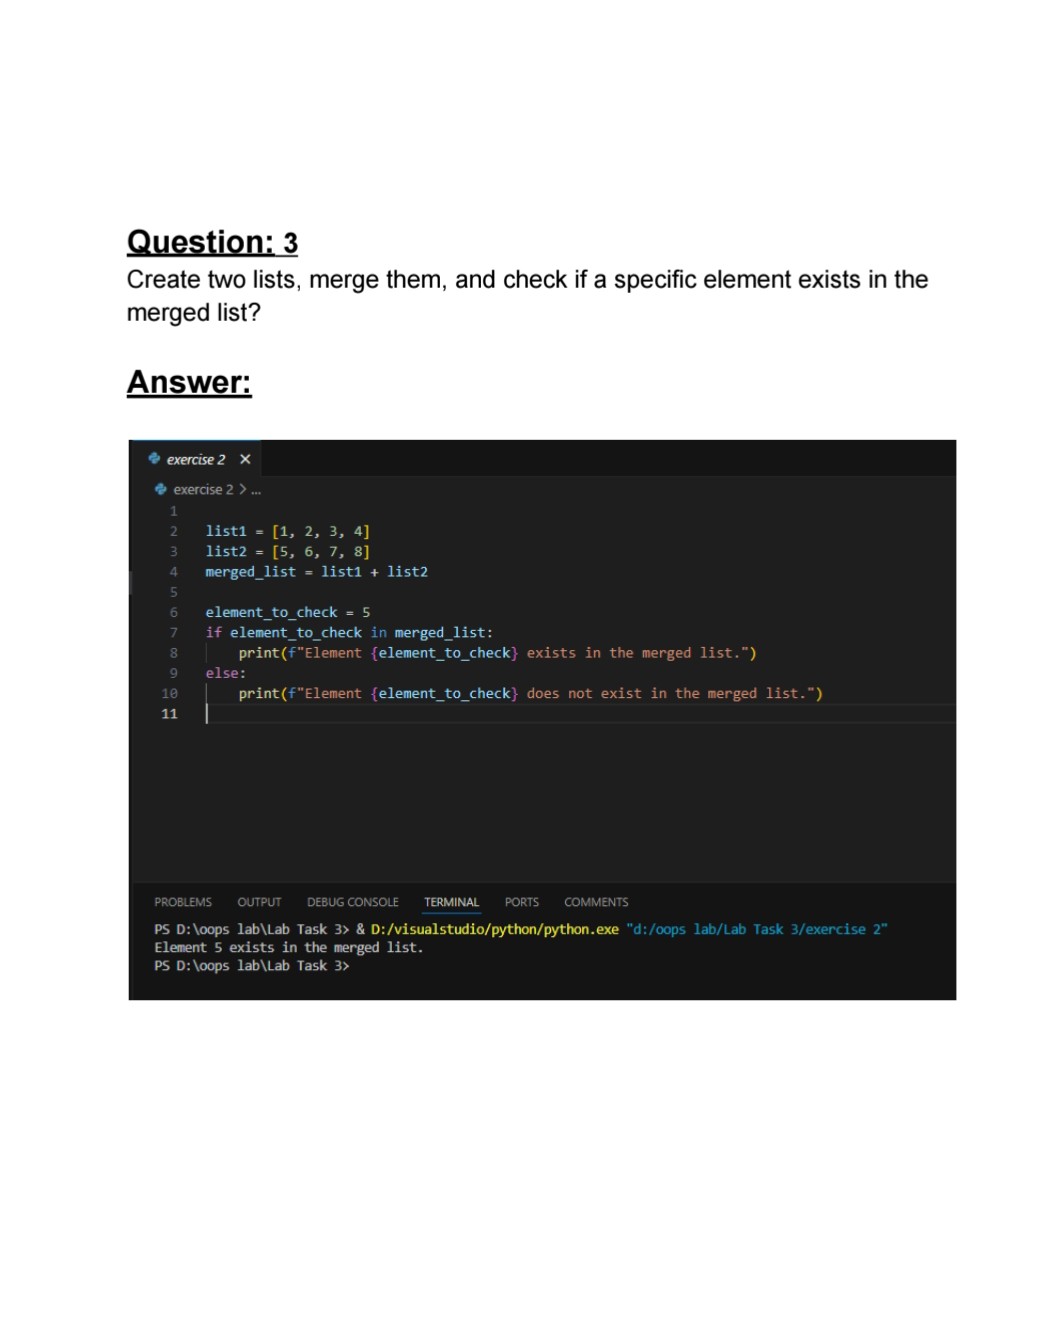 Question: 3
Create two lists, merge them, and check if a specific element exists in the
merged list?
Answer:
exercise 2 ×
exercise 2 > ...
1
2 list1 = [1, 2, 3, 4]
3 list2 = [5, 6, 7, 8]
4 merged_list = list1 + list2
5
6 element_to_check = 5
7 if element_to_check in merged_list:
8     print(f"Element {element_to_check} exists in the merged list.")
9 else:
10     print(f"Element {element_to_check} does not exist in the merged list.")
11
PROBLEMS OUTPUT DEBUG CONSOLE TERMINAL PORTS COMMENTS
PS D:\oops lab\Lab Task 3> & D:/visualstudio/python/python.exe "d:/oops lab/Lab Task 3/exercise 2"
Element 5 exists in the merged list.
PS D:\oops lab\Lab Task 3>